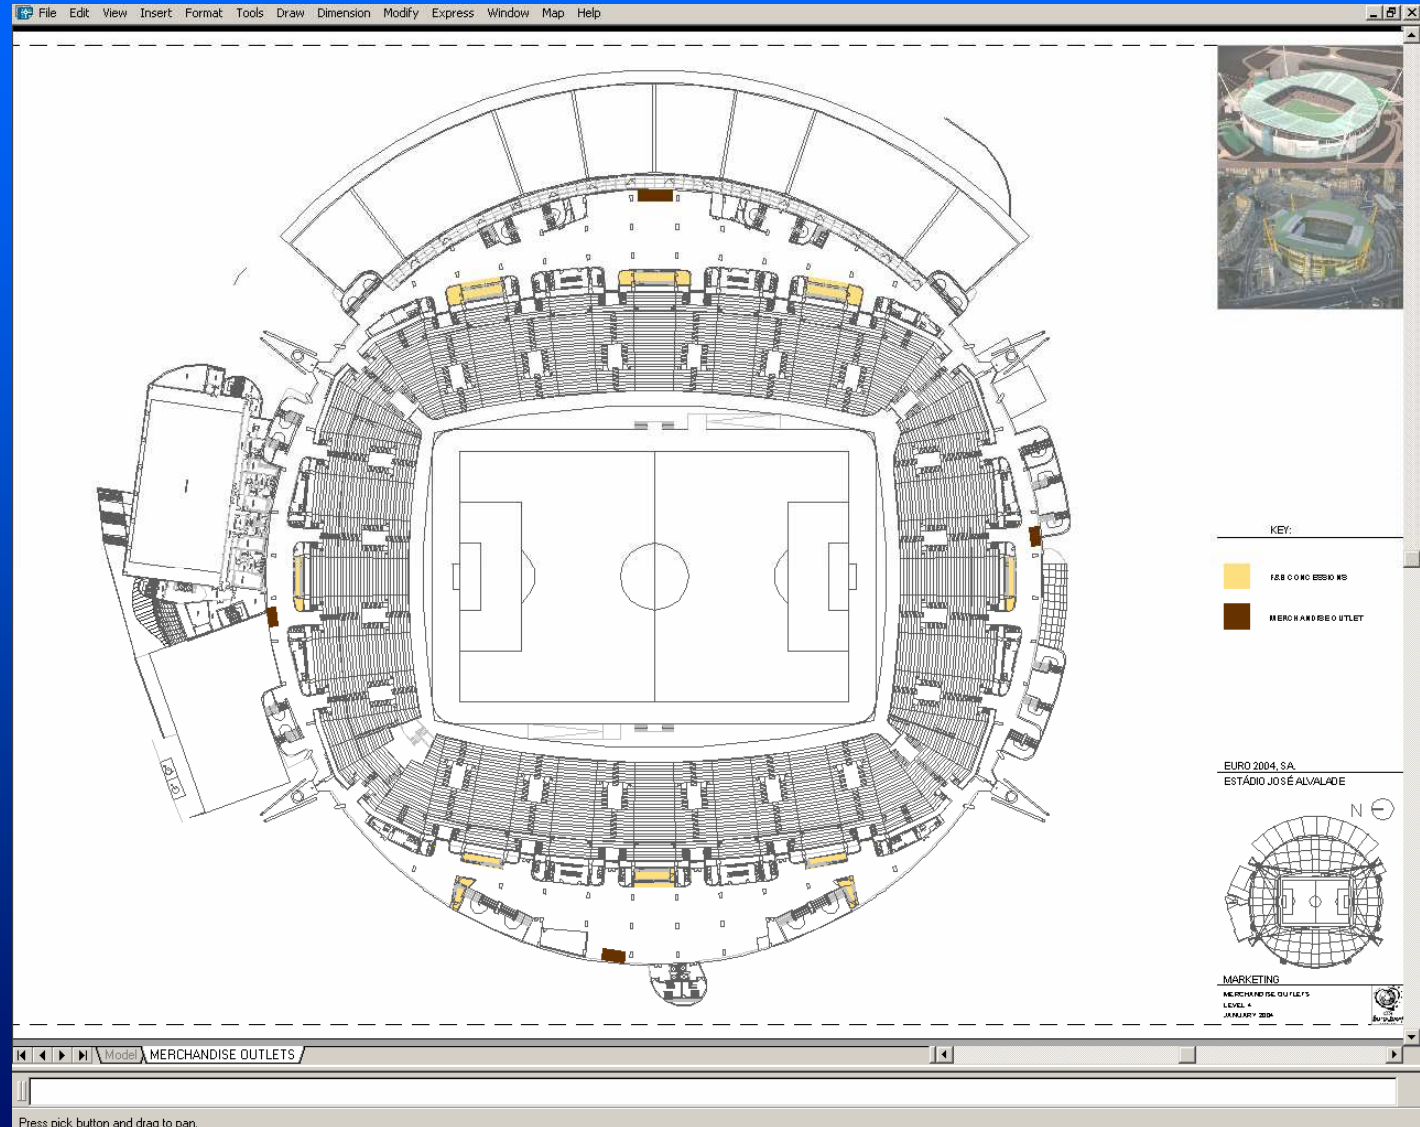 File Edit View Insert Format Tools Draw Dimension Modify Express Window Map Help
KEY:
F&B CONCESSIONS
MERCHANDISE OUTLET
EURO 2004, SA.
ESTÁDIO JOSÉ ALVALADE
N
MARKETING
MERCHANDISE OUTLETS
LEVEL 4
JANUARY 2004
Model MERCHANDISE OUTLETS
Press pick button and drag to pan.